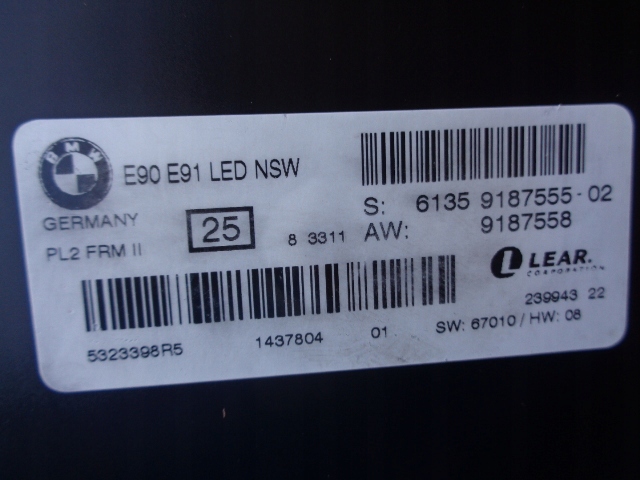 BMW
E90 E91 LED NSW
GERMANY
PL2 FRM II
25
8 3311
S: 6135 9187555-02
AW: 9187558
L LEAR.
CORPORATION
239943 22
5323398R5
1437804
01
SW: 67010 / HW: 08